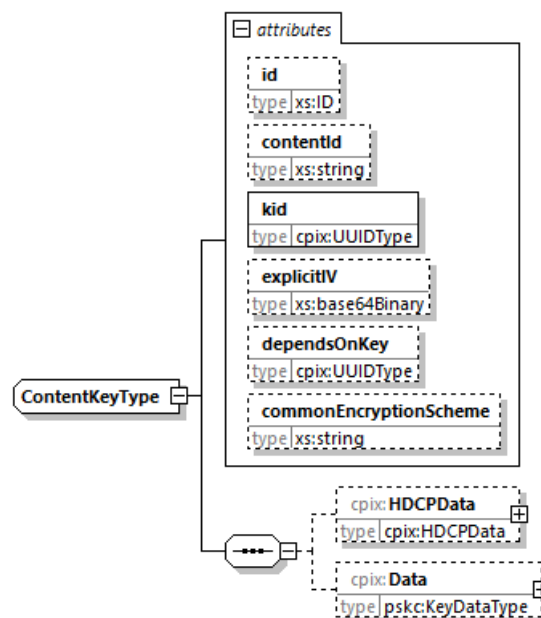 attributes
id
type xs:ID
contentId
type xs:string
kid
type cpix:UUIDType
explicitIV
type xs:base64Binary
dependsOnKey
type cpix:UUIDType
ContentKeyType
commonEncryptionScheme
type xs:string
cpix:HDCPData
type cpix:HDCPData
cpix:Data
type pskc:KeyDataType